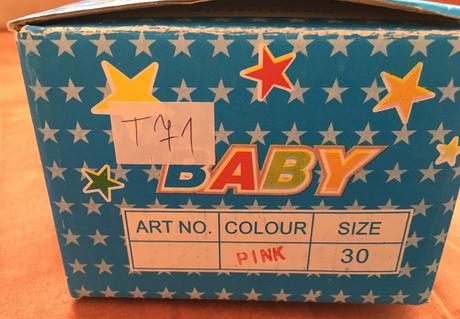 T71
BABY
ART NO. COLOUR SIZE
PINK 30